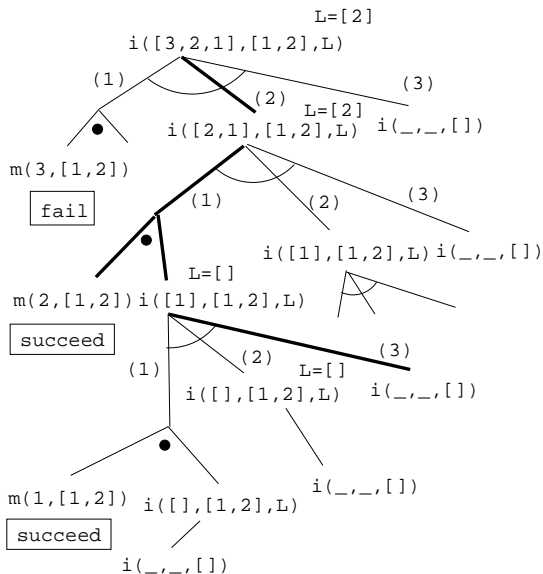 L=[2]
i([3,2,1],[1,2],L)
(1)
(2)
(3)
L=[2]
i([2,1],[1,2],L)
i(_,_,[])
m(3,[1,2])
fail
(1)
(2)
(3)
i([1],[1,2],L)
i(_,_,[])
L=[]
m(2,[1,2])
i([1],[1,2],L)
succeed
(1)
(2)
(3)
L=[]
i([],[1,2],L)
i(_,_,[])
m(1,[1,2])
i([],[1,2],L)
i(_,_,[])
succeed
i(_,_,[])